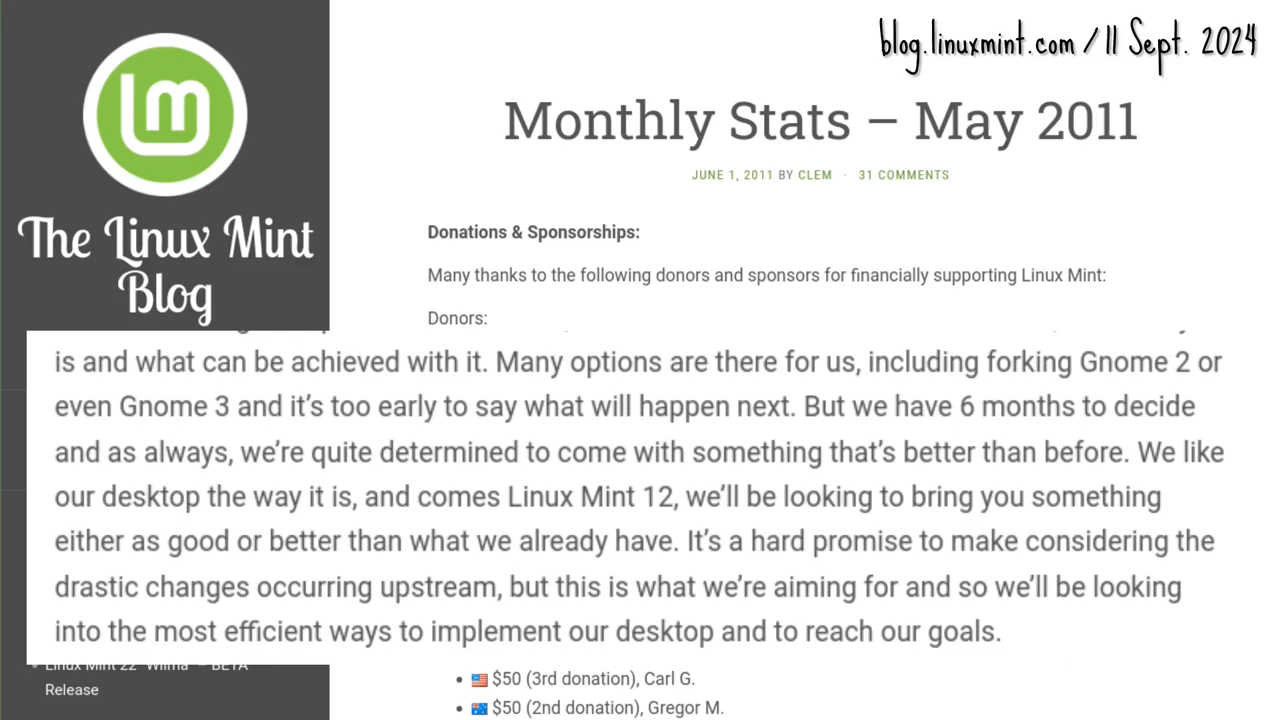 blog.linuxmint.com / 11 Sept. 2024
lm
The Linux Mint
Blog
Monthly Stats – May 2011
JUNE 1, 2011 BY CLEM · 31 COMMENTS
Donations & Sponsorships:
Many thanks to the following donors and sponsors for financially supporting Linux Mint:
Donors:
is and what can be achieved with it. Many options are there for us, including forking Gnome 2 or
even Gnome 3 and it’s too early to say what will happen next. But we have 6 months to decide
and as always, we’re quite determined to come with something that’s better than before. We like
our desktop the way it is, and comes Linux Mint 12, we’ll be looking to bring you something
either as good or better than what we already have. It’s a hard promise to make considering the
drastic changes occurring upstream, but this is what we’re aiming for and so we’ll be looking
into the most efficient ways to implement our desktop and to reach our goals.
Linux Mint 22 “Wilma” – BETA
Release
• $50 (3rd donation), Carl G.
• $50 (2nd donation), Gregor M.